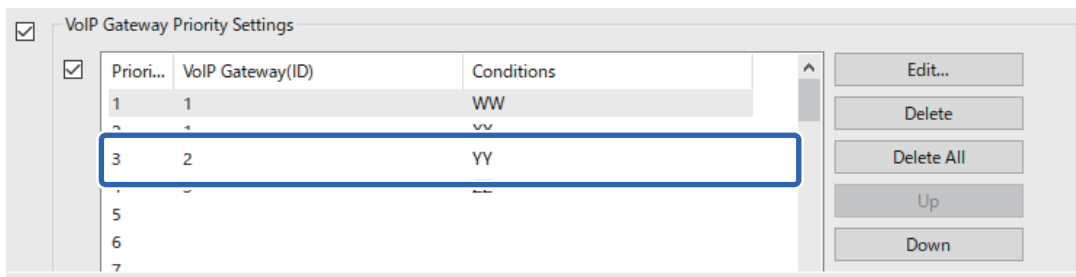 VoIP Gateway Priority Settings
Priori... VoIP Gateway(ID) Conditions
1 1 WW
3 2 YY
5
6
7
Edit...
Delete
Delete All
Up
Down